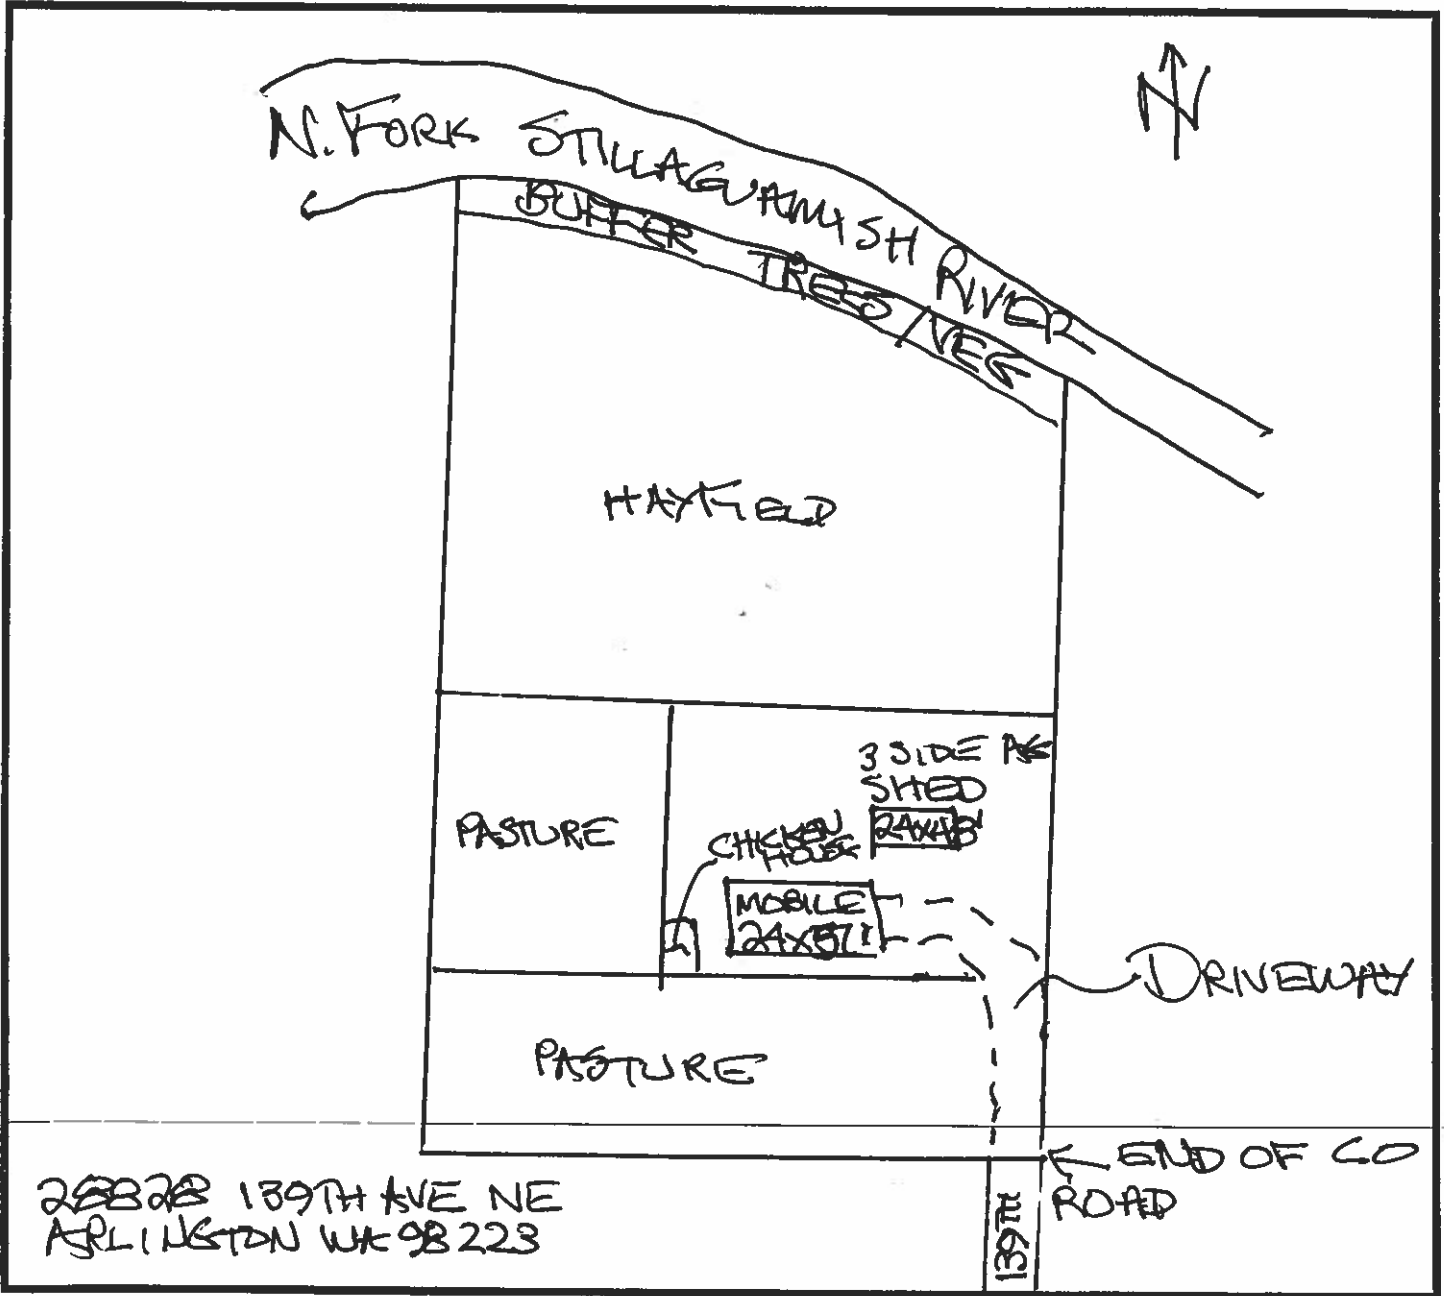 N
N. FORK STILLAGUAMISH RIVER
BUFFER TREES/VEG
HAYFIELD
3 SIDE AG
SHED
24x48'
PASTURE
CHICKEN
HOUSE
MOBILE
24x57'
DRIVEWAY
PASTURE
END OF CO
ROAD
139TH
28828 139TH AVE NE
ARLINGTON WA 98223